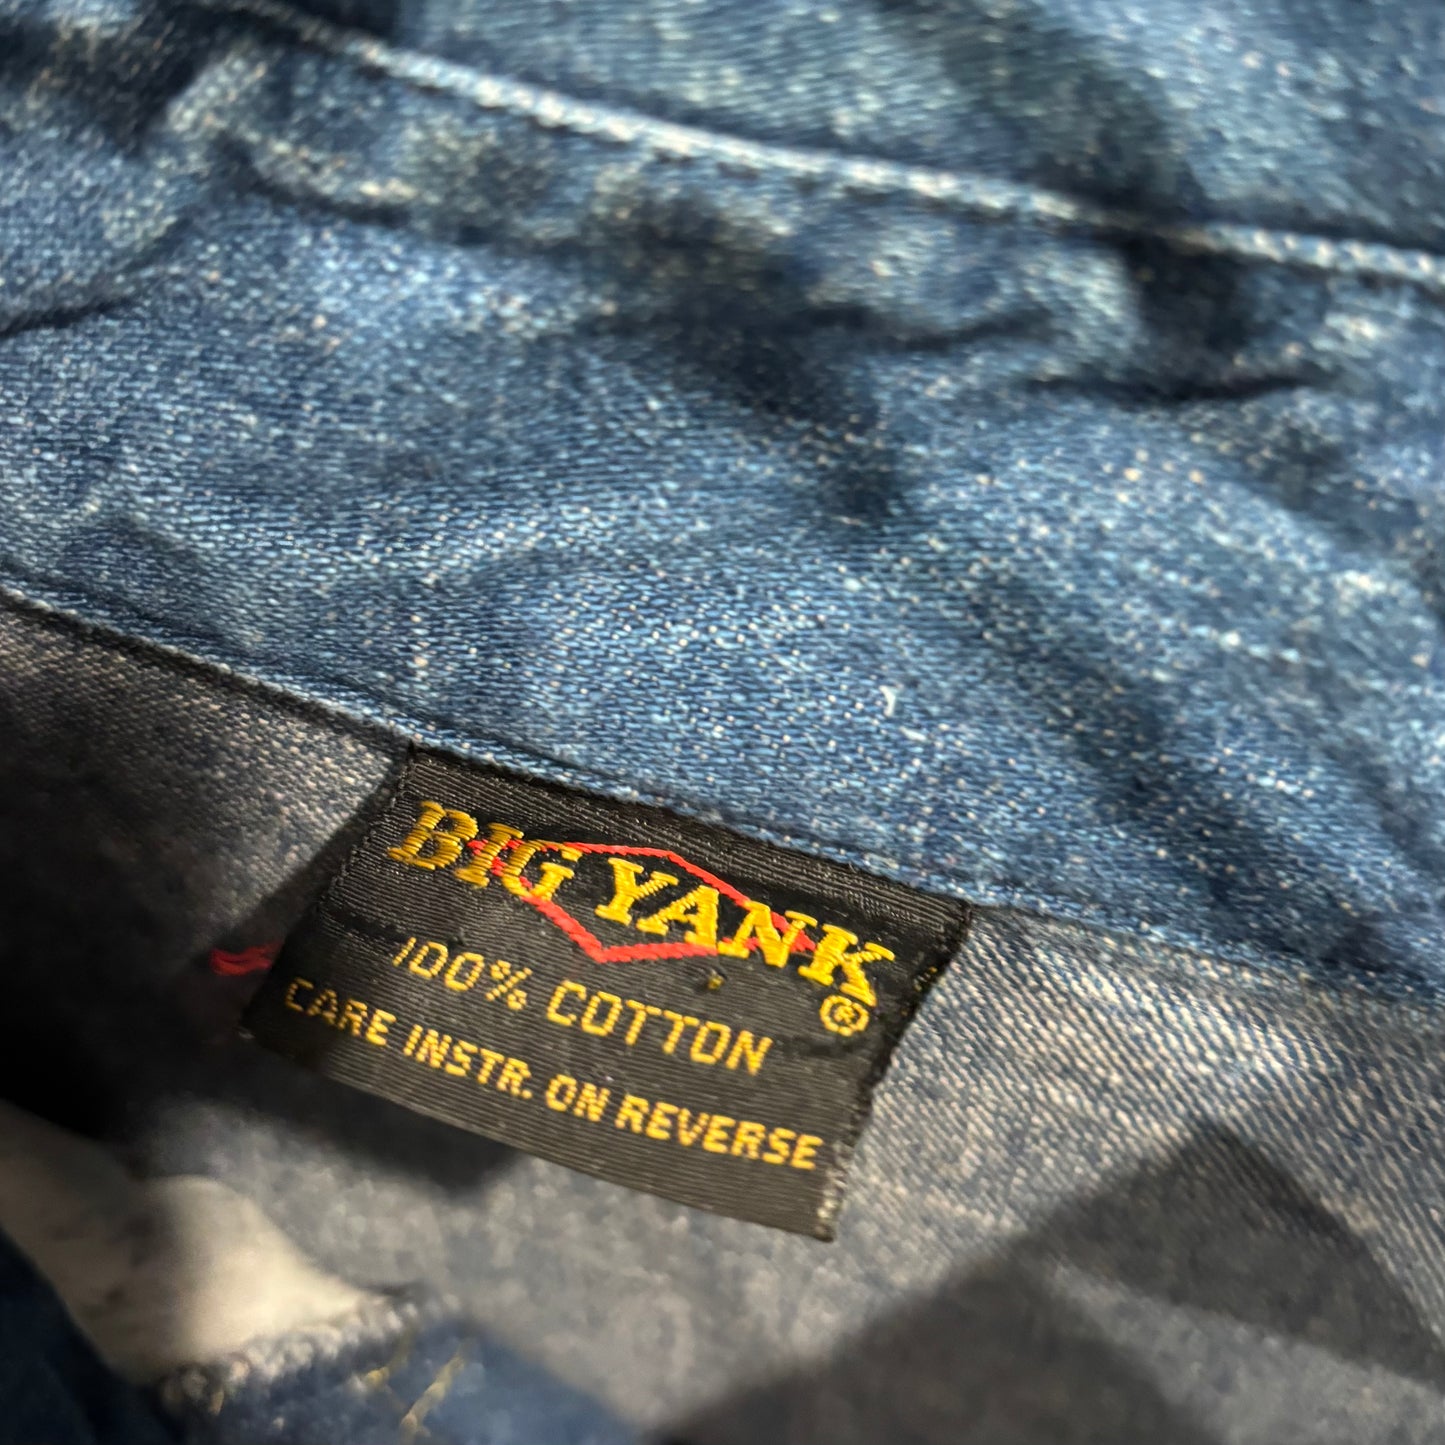 BIG YANK®
100% COTTON
CARE INSTR. ON REVERSE